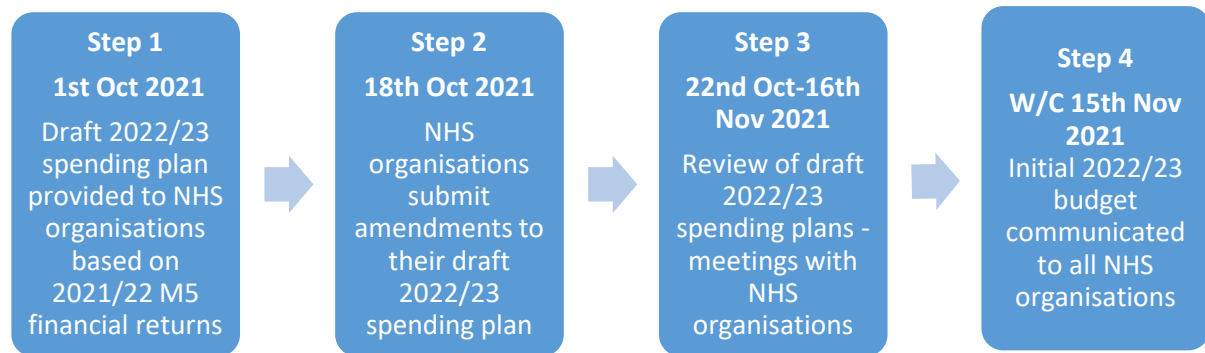 Step 1
1st Oct 2021
Draft 2022/23
spending plan
provided to NHS
organisations
based on
2021/22 M5
financial returns
Step 2
18th Oct 2021
NHS
organisations
submit
amendments to
their draft
2022/23
spending plan
Step 3
22nd Oct-16th
Nov 2021
Review of draft
2022/23
spending plans -
meetings with
NHS
organisations
Step 4
W/C 15th Nov
2021
Initial 2022/23
budget
communicated
to all NHS
organisations